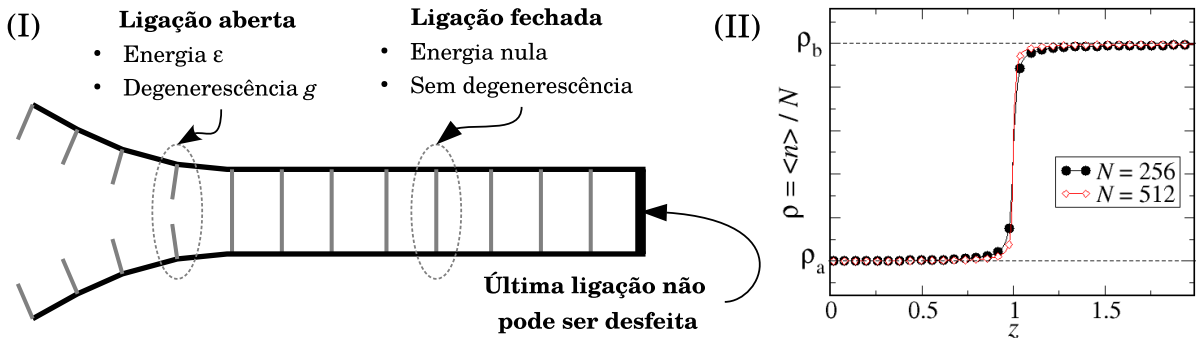 (I)
Ligação aberta
• Energia ε
• Degenerescência g
Ligação fechada
• Energia nula
• Sem degenerescência
Última ligação não
pode ser desfeita
(II)
ρb
ρa
ρ = <n> / N
N = 256
N = 512
0
0.5
1
1.5
z